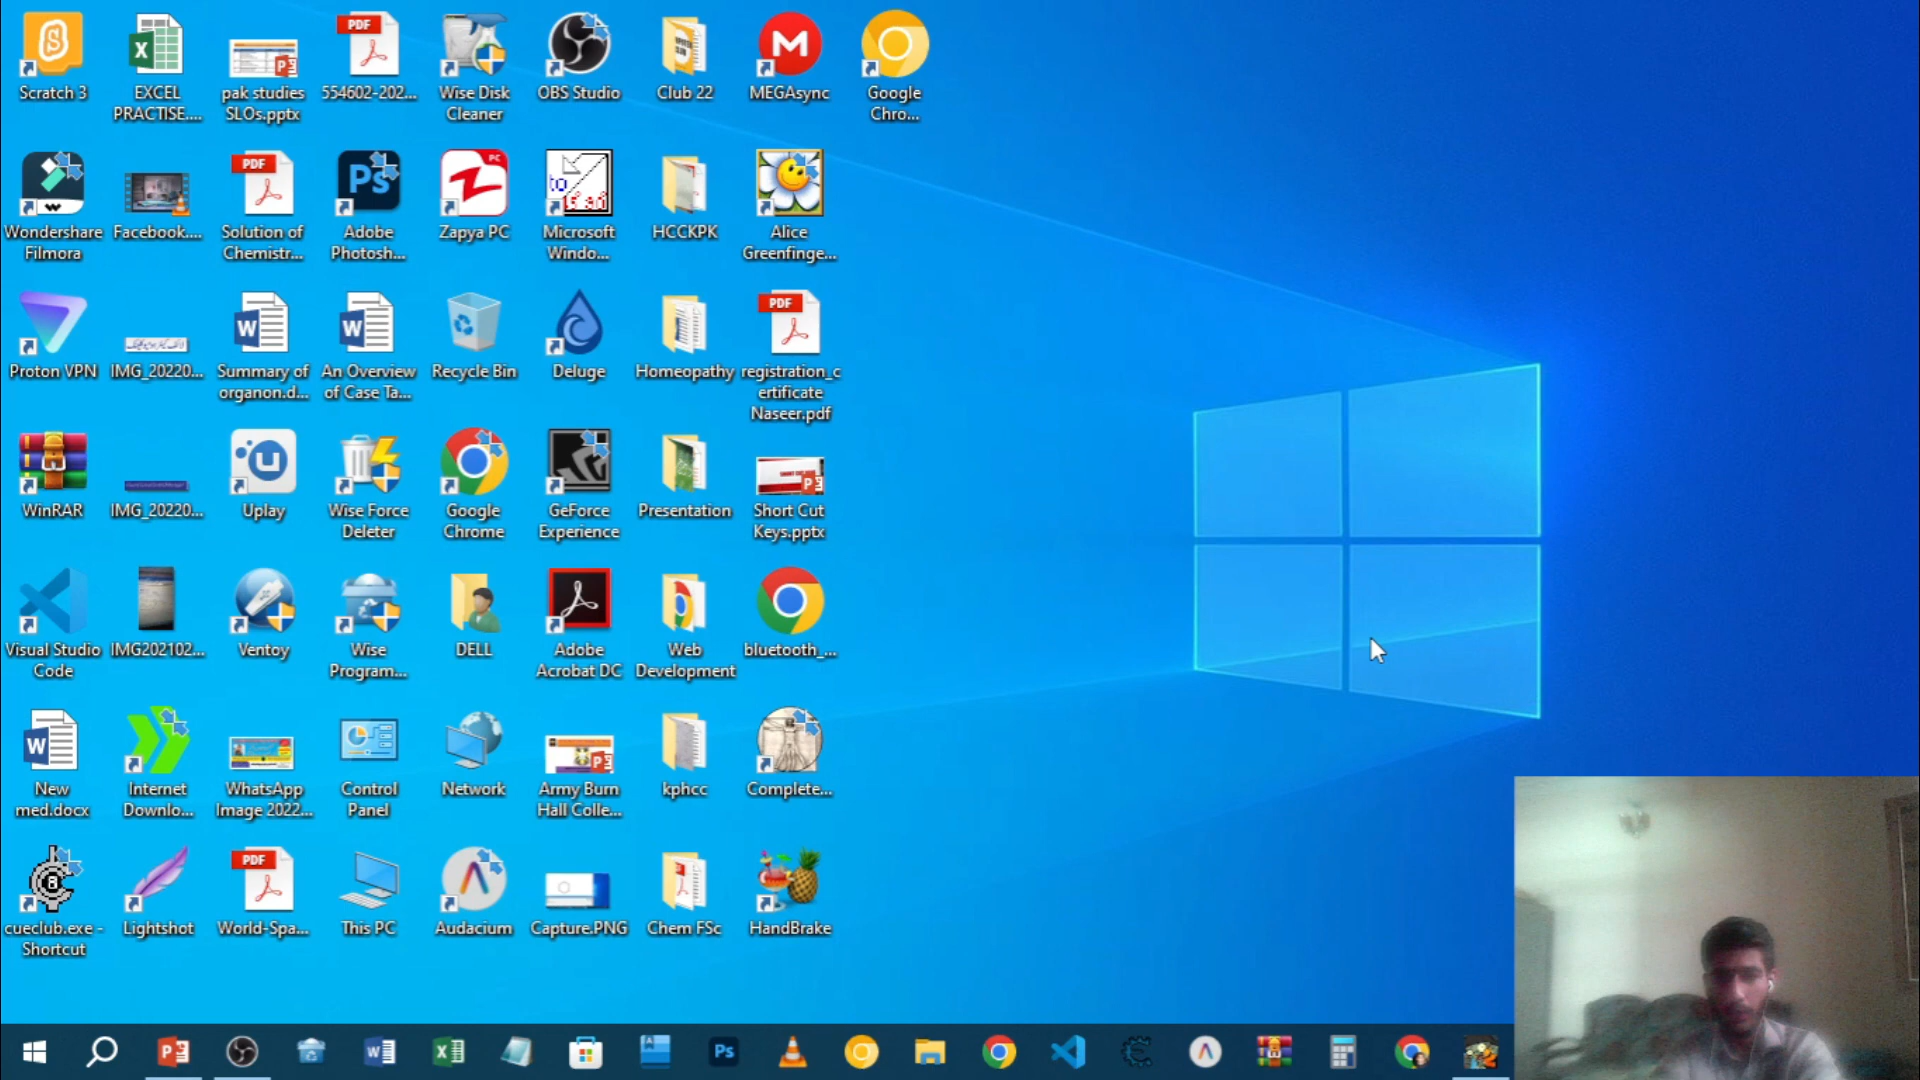 Scratch 3
EXCEL
PRACTISE....
pak studies
SLOs.pptx
554602-202...
Wise Disk
Cleaner
OBS Studio
Club 22
MEGAsync
Google
Chro...
Wondershare
Filmora
Facebook....
Solution of
Chemistr...
Adobe
Photosh...
Zapya PC
Microsoft
Windo...
HCCKPK
Alice
Greenfinge...
Proton VPN
IMG_20220...
Summary of
organon.d...
An Overview
of Case Ta...
Recycle Bin
Deluge
Homeopathy
registration_c
ertificate
Naseer.pdf
WinRAR
IMG_20220...
Uplay
Wise Force
Deleter
Google
Chrome
GeForce
Experience
Presentation
Short Cut
Keys.pptx
Visual Studio
Code
IMG202102...
Ventoy
Wise
Program...
DELL
Adobe
Acrobat DC
Web
Development
bluetooth_...
New
med.docx
Internet
Downlo...
WhatsApp
Image 2022...
Control
Panel
Network
Army Burn
Hall Colle...
kphcc
Complete...
cueclub.exe -
Shortcut
Lightshot
World-Spa...
This PC
Audacium
Capture.PNG
Chem FSc
HandBrake